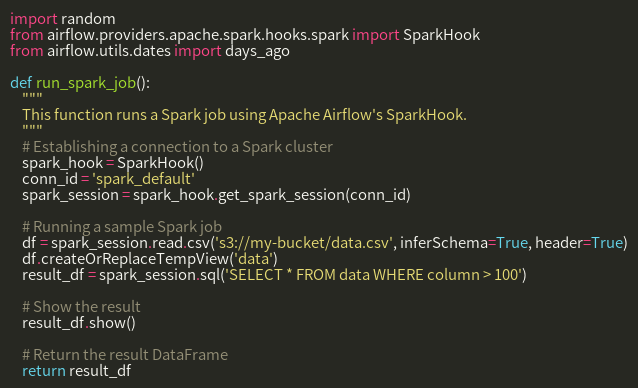 import random
from airflow.providers.apache.spark.hooks.spark import SparkHook
from airflow.utils.dates import days_ago

def run_spark_job():
    """
    This function runs a Spark job using Apache Airflow's SparkHook.
    """
    # Establishing a connection to a Spark cluster
    spark_hook = SparkHook()
    conn_id = 'spark_default'
    spark_session = spark_hook.get_spark_session(conn_id)

    # Running a sample Spark job
    df = spark_session.read.csv('s3://my-bucket/data.csv', inferSchema=True, header=True)
    df.createOrReplaceTempView('data')
    result_df = spark_session.sql('SELECT * FROM data WHERE column > 100')

    # Show the result
    result_df.show()

    # Return the result DataFrame
    return result_df